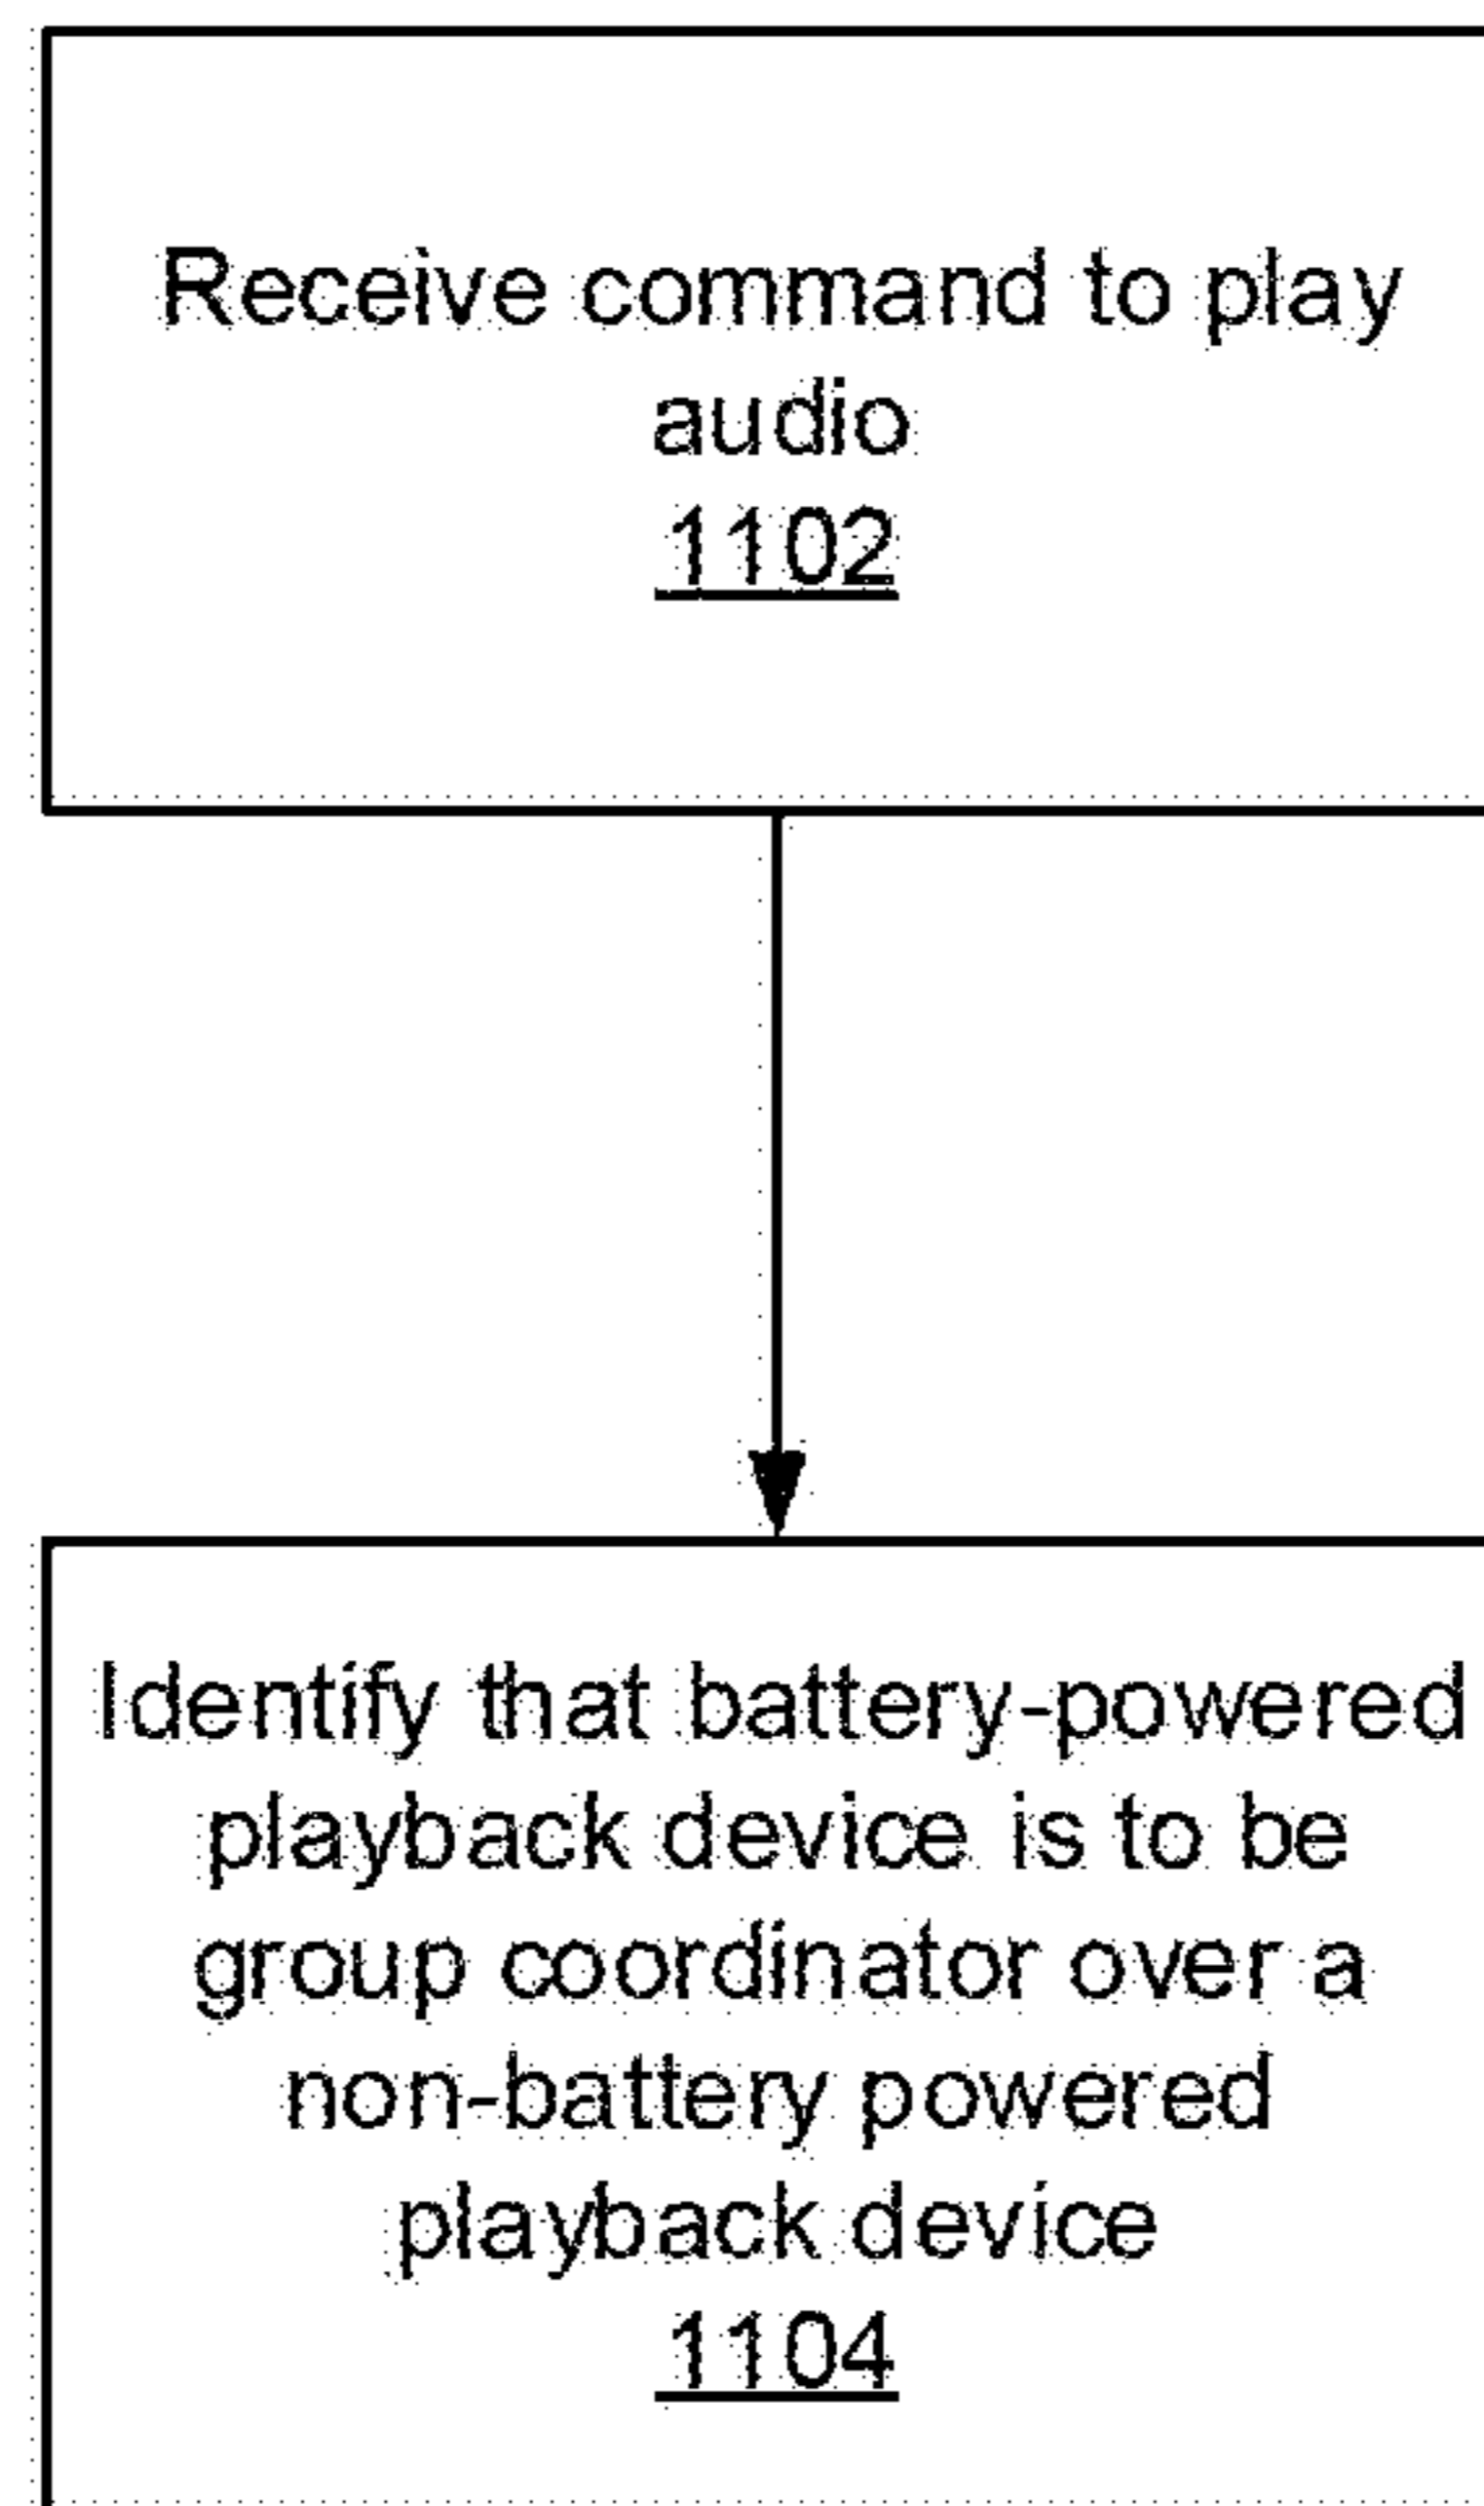 Receive command to play
audio
1102
Identify that battery-powered
playback device is to be
group coordinator over a
non-battery powered
playback device
1104